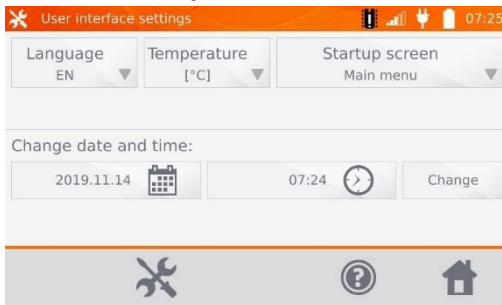 User interface settings 07:25
Language Temperature Startup screen
EN [°C] Main menu
Change date and time:
2019.11.14 07:24 Change